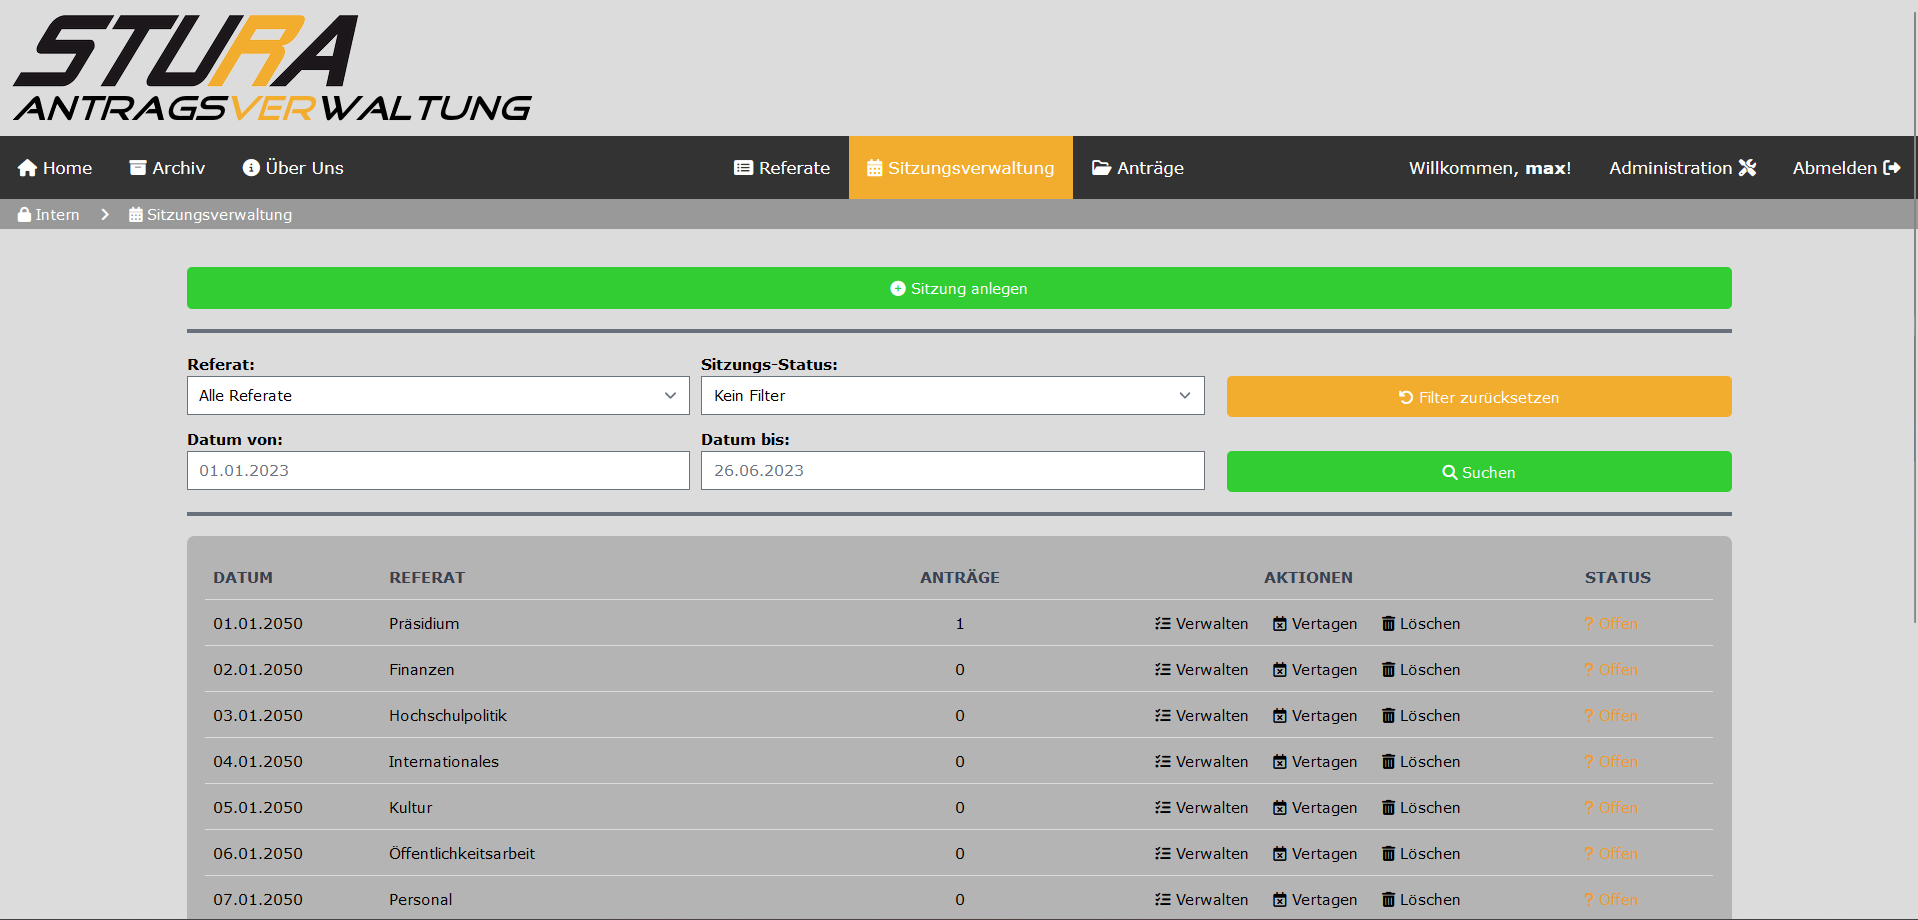 STURA
ANTRAGSVERWALTUNG
Home Archiv Über Uns Referate Sitzungsverwaltung Anträge Willkommen, max! Administration Abmelden
Intern Sitzungsverwaltung
Sitzung anlegen
Referat: Sitzungs-Status:
Alle Referate Kein Filter Filter zurücksetzen
Datum von: Datum bis:
01.01.2023 26.06.2023 Suchen
DATUM REFERAT ANTRÄGE AKTIONEN STATUS
01.01.2050 Präsidium 1 Verwalten Vertagen Löschen ? Offen
02.01.2050 Finanzen 0 Verwalten Vertagen Löschen ? Offen
03.01.2050 Hochschulpolitik 0 Verwalten Vertagen Löschen ? Offen
04.01.2050 Internationales 0 Verwalten Vertagen Löschen ? Offen
05.01.2050 Kultur 0 Verwalten Vertagen Löschen ? Offen
06.01.2050 Öffentlichkeitsarbeit 0 Verwalten Vertagen Löschen ? Offen
07.01.2050 Personal 0 Verwalten Vertagen Löschen ? Offen